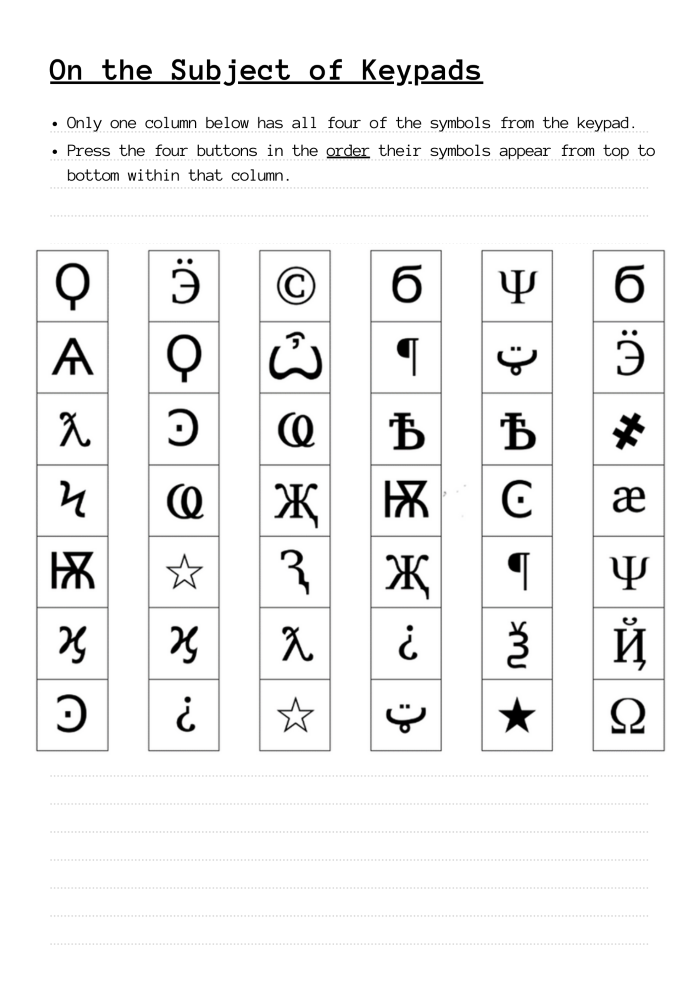 On the Subject of Keypads
• Only one column below has all four of the symbols from the keypad.
• Press the four buttons in the order their symbols appear from top to
bottom within that column.
Ϙ Ӭ © б Ψ б
Ѧ Ϙ Ѽ ¶ ټ Ӭ
ƛ Ͽ Ҩ Ѣ Ѣ ҂
Ϟ Ҩ Җ Ѭ Ͼ æ
Ѭ ☆ Ԇ Җ ¶ Ψ
ϗ ϗ ƛ ¿ Ѯ Ҋ
Ͽ ¿ ☆ ټ ★ Ω